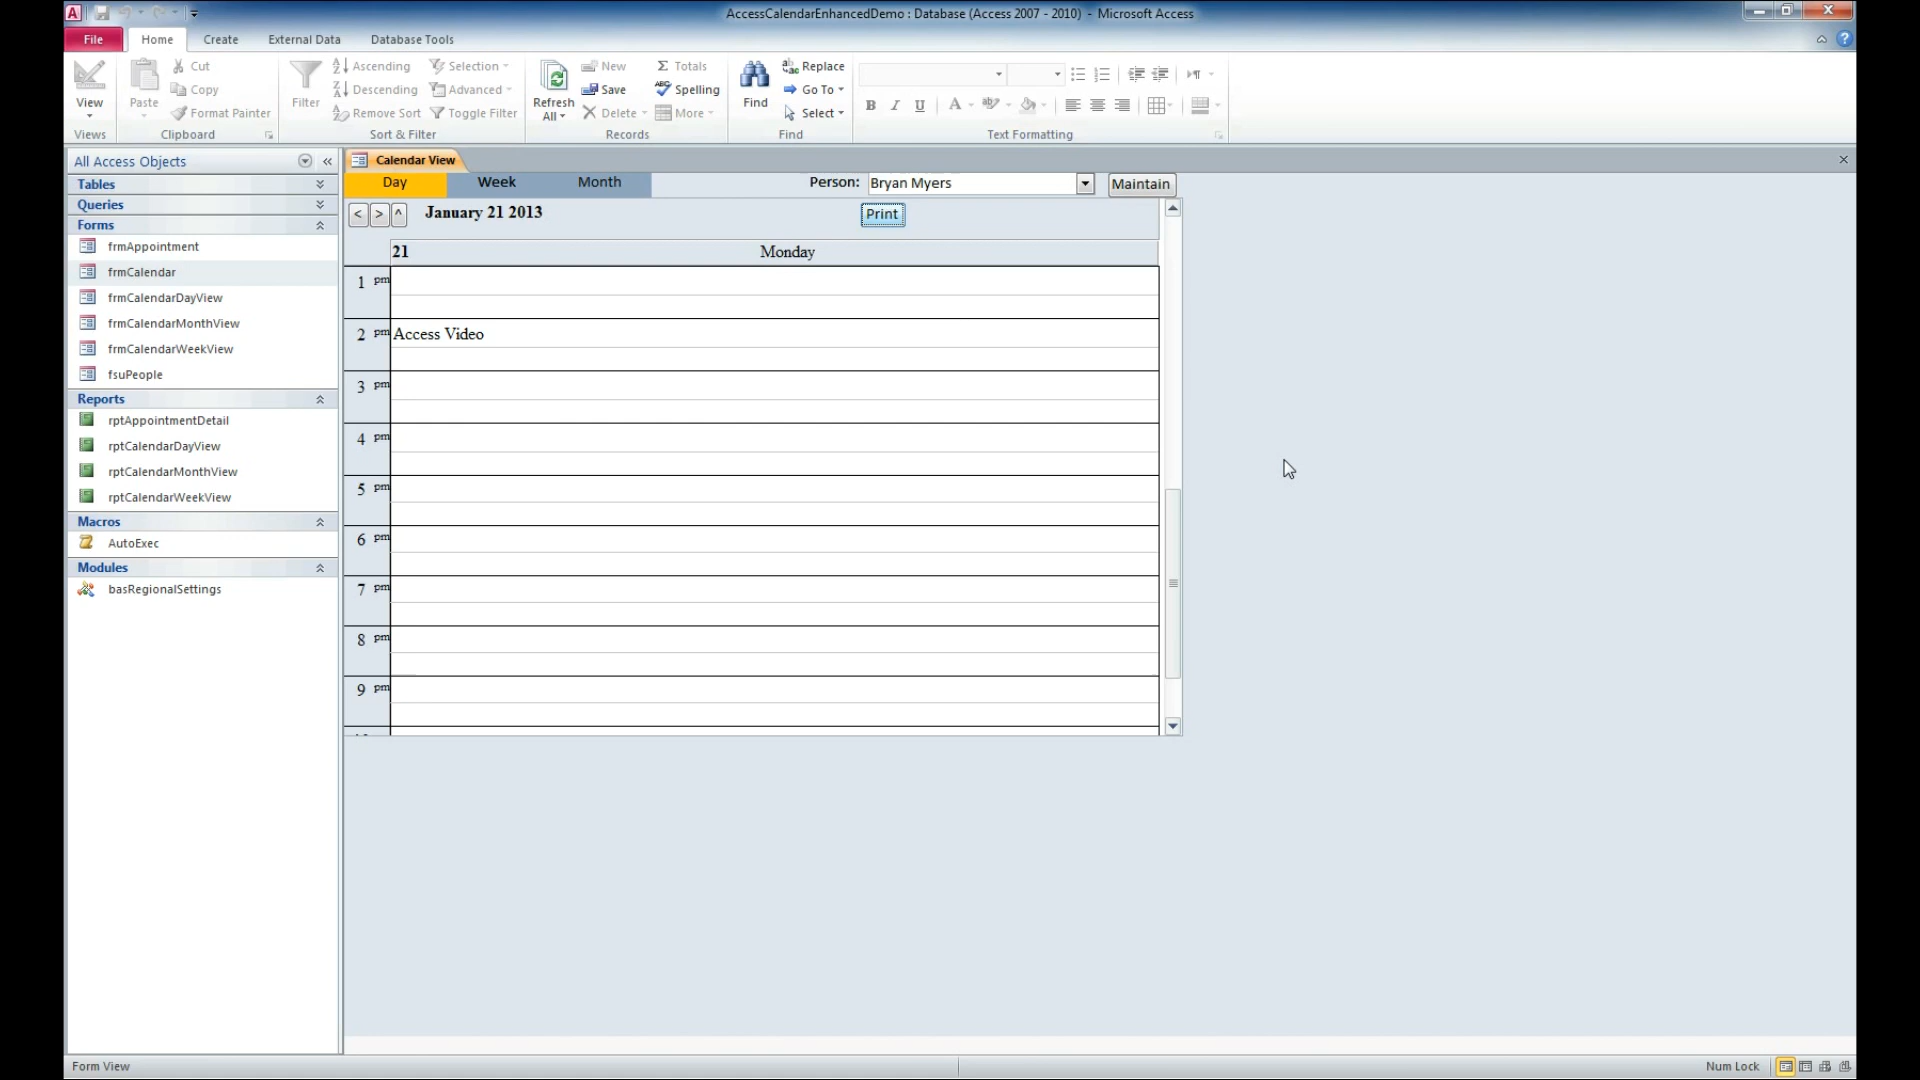 AccessCalendarEnhancedDemo : Database (Access 2007 - 2010) - Microsoft Access
File Home Create External Data Database Tools
View
Views
Paste
Cut
Copy
Format Painter
Clipboard
Filter
Ascending
Descending
Remove Sort
Selection
Advanced
Toggle Filter
Sort & Filter
Refresh
All
New
Save
Delete
Totals
Spelling
More
Records
Find
Replace
Go To
Select
Find
B I U
Text Formatting
All Access Objects
Tables
Queries
Forms
frmAppointment
frmCalendar
frmCalendarDayView
frmCalendarMonthView
frmCalendarWeekView
fsuPeople
Reports
rptAppointmentDetail
rptCalendarDayView
rptCalendarMonthView
rptCalendarWeekView
Macros
AutoExec
Modules
basRegionalSettings
Calendar View
Day Week Month Person: Bryan Myers Maintain
< > ^ January 21 2013 Print
21 Monday
1 pm
2 pm Access Video
3 pm
4 pm
5 pm
6 pm
7 pm
8 pm
9 pm
Form View Num Lock